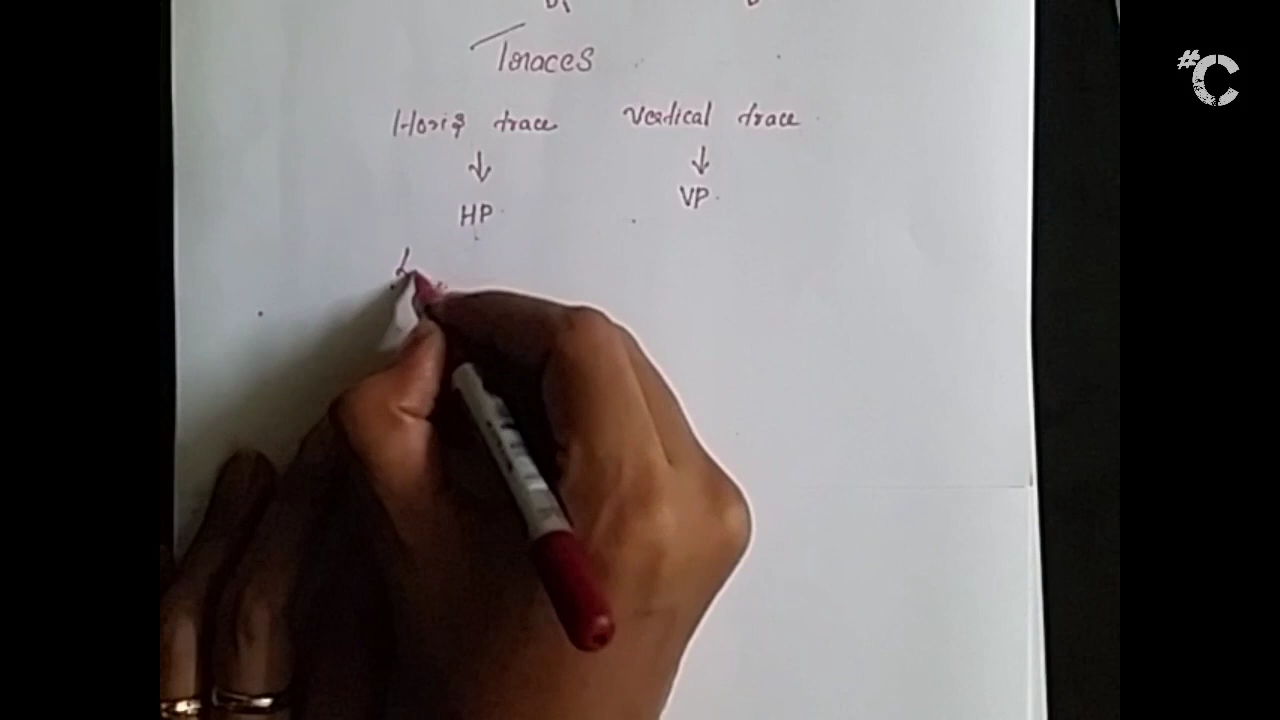 Traces
Horiz trace Vertical trace
↓ ↓
HP VP
#C